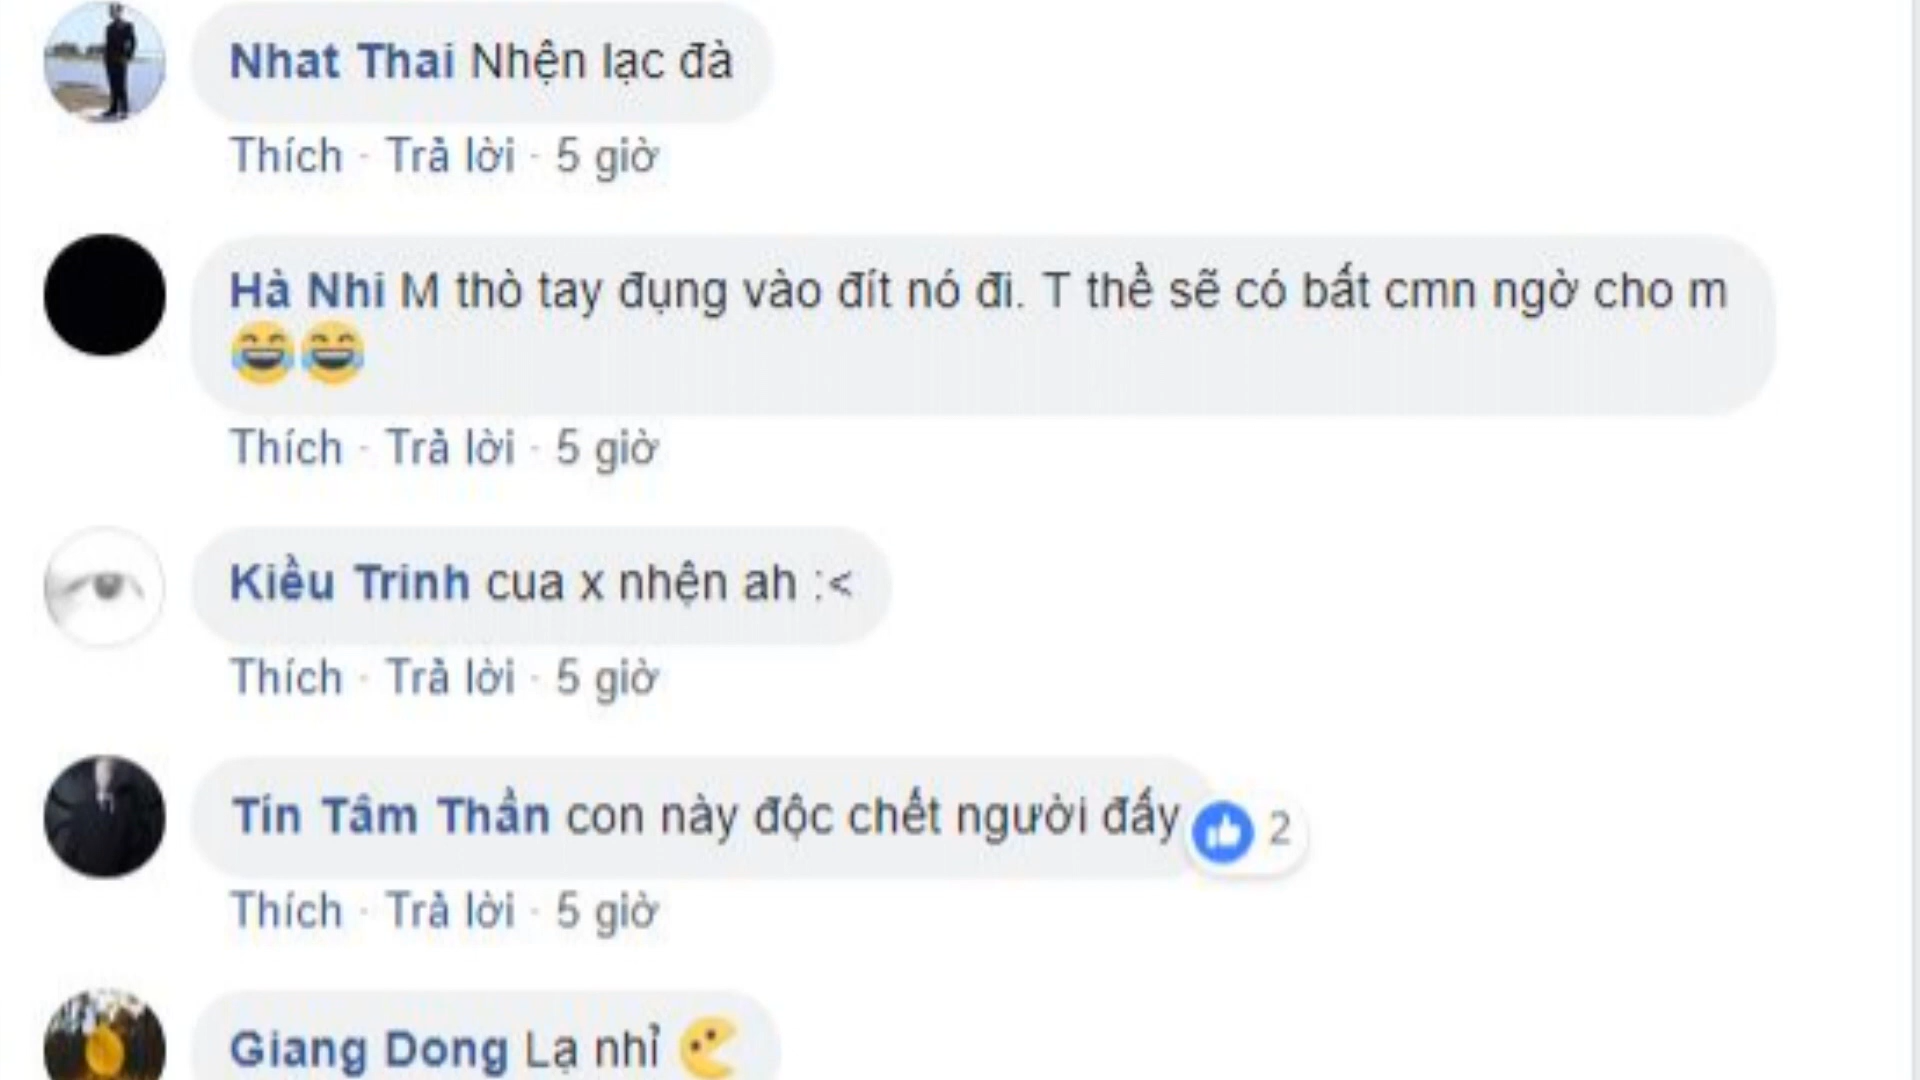 Nhat Thai Nhện lạc đà
Thích · Trả lời · 5 giờ
Hà Nhi M thò tay đụng vào đít nó đi. T thề sẽ có bất cmn ngờ cho m
😂😂
Thích · Trả lời · 5 giờ
Kiều Trinh cua x nhện ah :<
Thích · Trả lời · 5 giờ
Tín Tâm Thần con này độc chết người đấy 2
Thích · Trả lời · 5 giờ
Giang Dong Lạ nhỉ